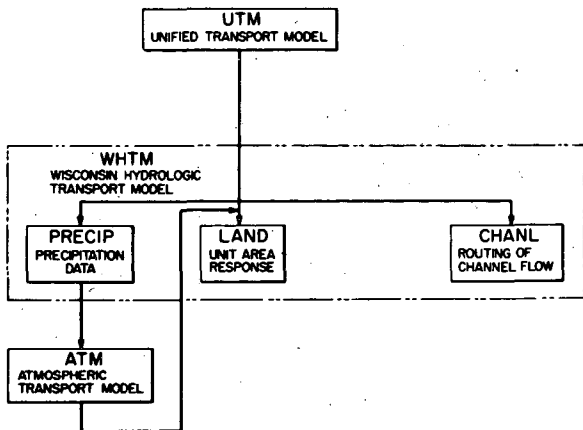 UTM
UNIFIED TRANSPORT MODEL
WHTM
WISCONSIN HYDROLOGIC
TRANSPORT MODEL
PRECIP
PRECIPITATION
DATA
LAND
UNIT AREA
RESPONSE
CHANL
ROUTING OF
CHANNEL FLOW
ATM
ATMOSPHERIC
TRANSPORT MODEL